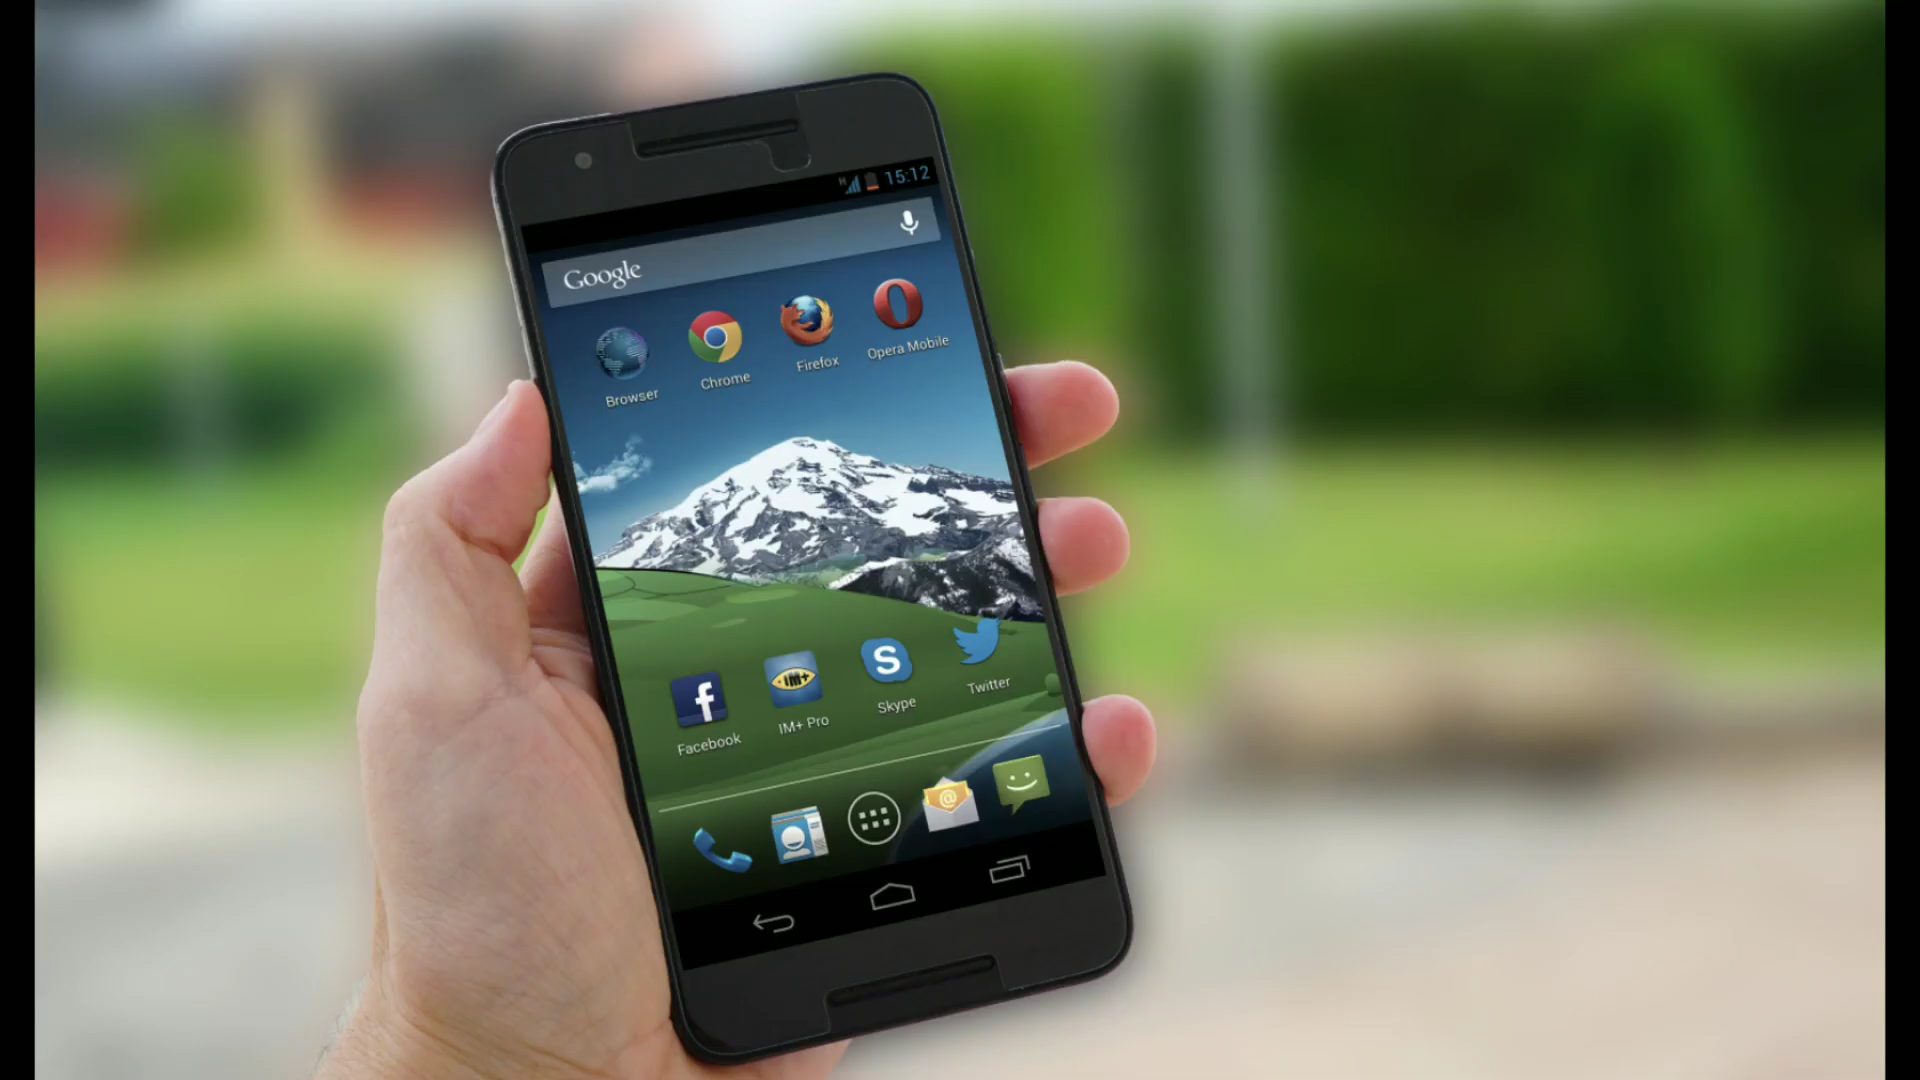 15:12
Google
Browser
Chrome
Firefox
Opera Mobile
Facebook
IM+ Pro
Skype
Twitter